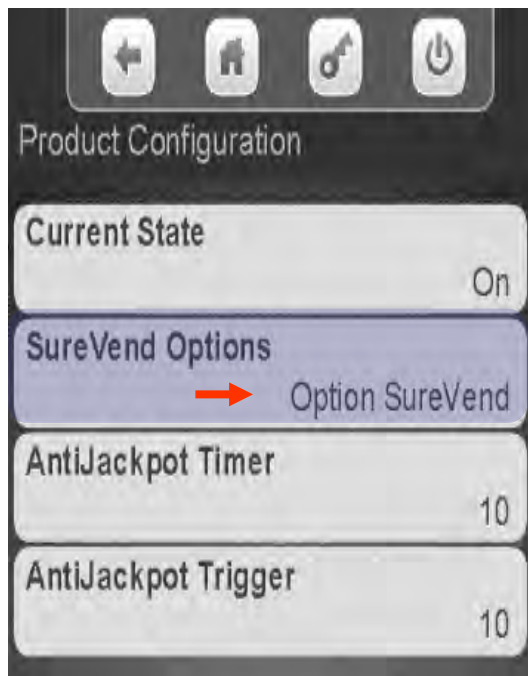 Product Configuration
Current State
On
SureVend Options
Option SureVend
AntiJackpot Timer
10
AntiJackpot Trigger
10